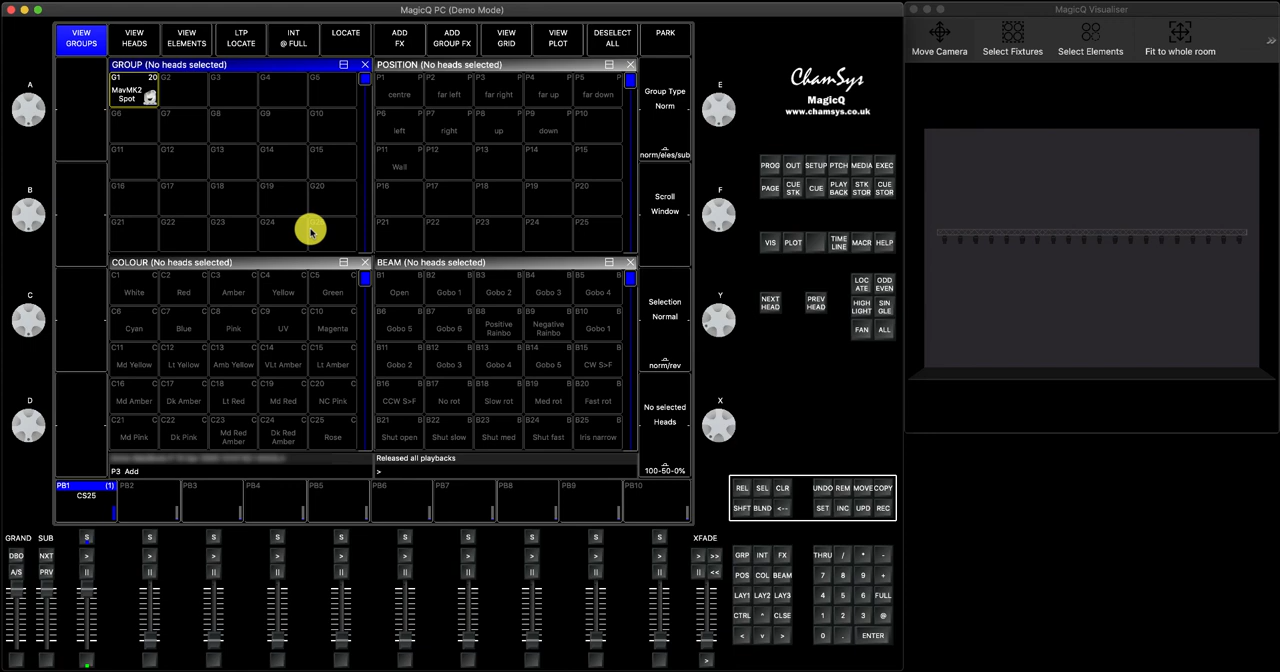 MagicQ PC (Demo Mode)
MagicQ Visualiser
VIEW GROUPS
VIEW HEADS
VIEW ELEMENTS
LTP LOCATE
INT @ FULL
LOCATE
ADD FX
ADD GROUP FX
VIEW GRID
VIEW PLOT
DESELECT ALL
PARK
Move Camera
Select Fixtures
Select Elements
Fit to whole room
GROUP (No heads selected)
G1 20 MavMK2 Spot
G2 G3 G4 G5
G6 G7 G8 G9 G10
G11 G12 G13 G14 G15
G16 G17 G18 G19 G20
G21 G22 G23 G24
POSITION (No heads selected)
P1 P centre
P2 P far left
P3 P far right
P4 P far up
P5 P far down
P6 P left
P7 P right
P8 P up
P9 P down
P10
P11 P Wall
P12 P13 P14 P15
P16 P17 P18 P19 P20
P21 P22 P23 P24 P25
COLOUR (No heads selected)
C1 C White
C2 C Red
C3 C Amber
C4 C Yellow
C5 C Green
C6 C Cyan
C7 C Blue
C8 C Pink
C9 C UV
C10 C Magenta
C11 C Md Yellow
C12 C Lt Yellow
C13 C Amb Yellow
C14 C VLt Amber
C15 C Lt Amber
C16 C Md Amber
C17 C Dk Amber
C18 C Lt Red
C19 C Md Red
C20 C NC Pink
C21 C Md Pink
C22 C Dk Pink
C23 C Md Red Amber
C24 C Dk Red Amber
C25 C Rose
BEAM (No heads selected)
B1 B Open
B2 B Gobo 1
B3 B Gobo 2
B4 B Gobo 3
B5 B Gobo 4
B6 B Gobo 5
B7 B Gobo 6
B8 B Positive Rainbo
B9 B Negative Rainbo
B10 B Gobo 1
B11 B Gobo 2
B12 B Gobo 3
B13 B Gobo 4
B14 B Gobo 5
B15 B CW S>F
B16 B CCW S>F
B17 B No rot
B18 B Slow rot
B19 B Med rot
B20 B Fast rot
B21 B Shut open
B22 B Shut slow
B23 B Shut med
B24 B Shut fast
B25 B Iris narrow
Group Type
Norm
norm/eles/sub
Scroll
Window
Selection
Normal
norm/rev
No selected
Heads
100-50-0%
A
B
C
D
E
F
Y
X
ChamSys
MagicQ
www.chamsys.co.uk
PROG OUT SETUP PTCH MEDIA EXEC
PAGE CUE STK CUE PLAY BACK STK STOR CUE STOR
VIS PLOT TIME LINE MACR HELP
NEXT HEAD
PREV HEAD
LOC ATE
ODD EVEN
HIGH LIGHT
SIN GLE
FAN ALL
P3 Add
Released all playbacks
>
PB1 (1) CS25
PB2 PB3 PB4 PB5 PB6 PB7 PB8 PB9 PB10
REL SEL CLR UNDO REM MOVE COPY
SHFT BLND <-- SET INC UPD REC
GRAND SUB
S S S S S S S S S S
XFADE
DBO NXT > > > > > > > > > > > >>
A/S PRV II II II II II II II II II II II <<
GRP INT FX THRU / * -
POS COL BEAM 7 8 9 +
LAY1 LAY2 LAY3 4 5 6 FULL
CTRL ^ CLSE 1 2 3 @
< v > 0 . ENTER
>